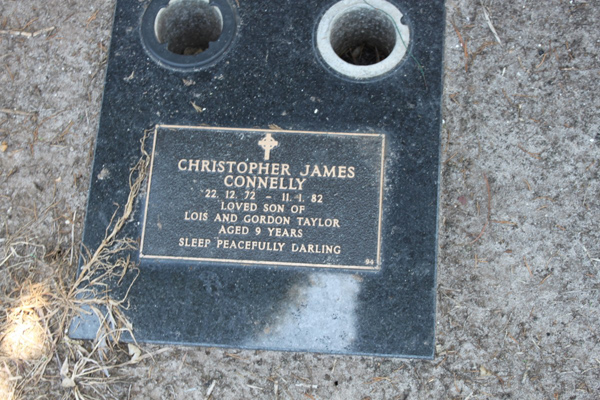 CHRISTOPHER JAMES
CONNELLY
22. 12. 72 - 11. 1. 82
LOVED SON OF
LOIS AND GORDON TAYLOR
AGED 9 YEARS
SLEEP PEACEFULLY DARLING
94